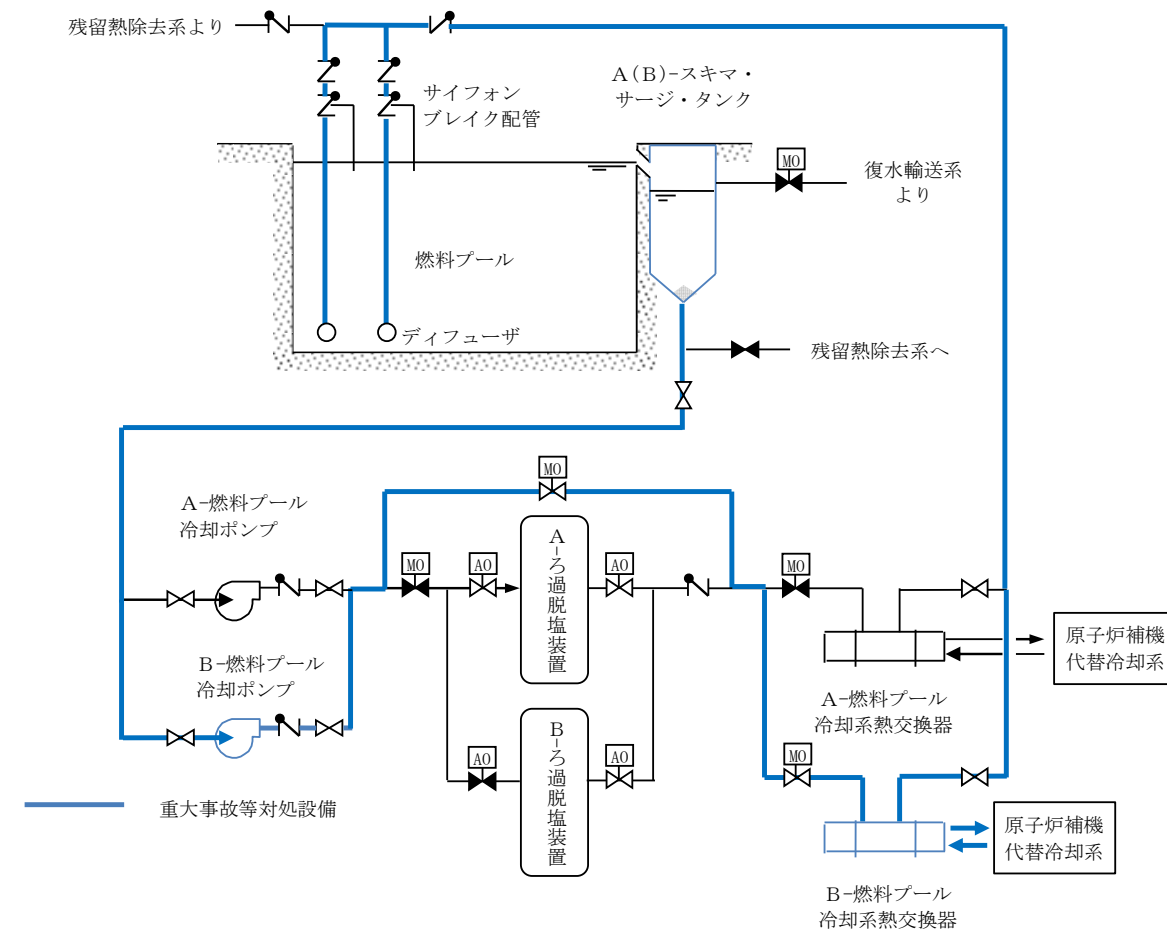 残留熱除去系より
サイフォン
ブレイク配管
A(B)-スキマ・
サージ・タンク
MO
復水輸送系
より
燃料プール
ディフューザ
残留熱除去系へ
MO
A-燃料プール
冷却ポンプ
MO
AO
A-ろ過脱塩装置
AO
MO
原子炉補機
代替冷却系
B-燃料プール
冷却ポンプ
A-燃料プール
冷却系熱交換器
AO
B-ろ過脱塩装置
AO
MO
重大事故等対処設備
原子炉補機
代替冷却系
B-燃料プール
冷却系熱交換器